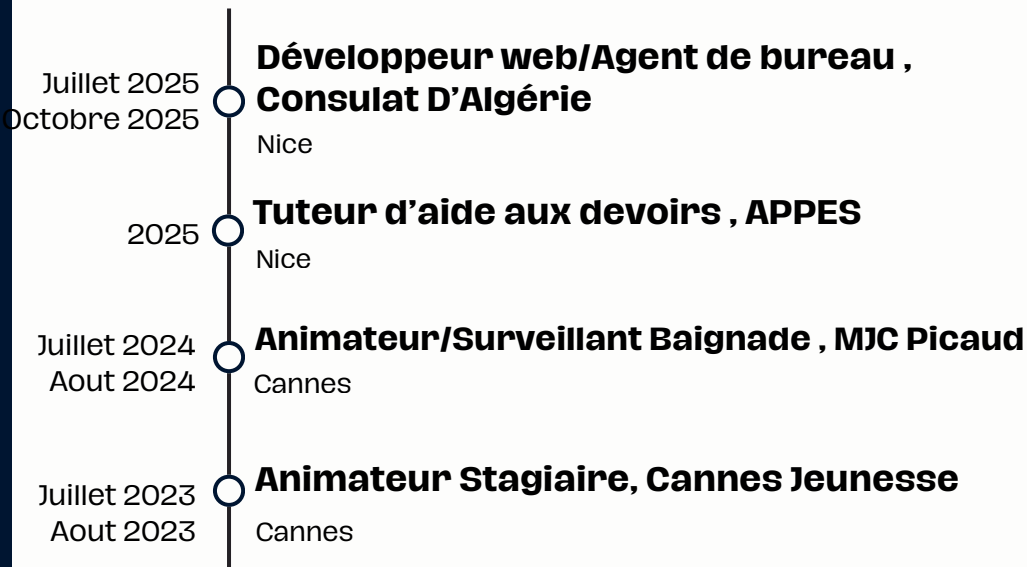 Juillet 2025
Octobre 2025
Développeur web/Agent de bureau ,
Consulat D’Algérie
Nice
2025
Tuteur d’aide aux devoirs , APPES
Nice
Juillet 2024
Aout 2024
Animateur/Surveillant Baignade , MJC Picaud
Cannes
Juillet 2023
Aout 2023
Animateur Stagiaire, Cannes Jeunesse
Cannes